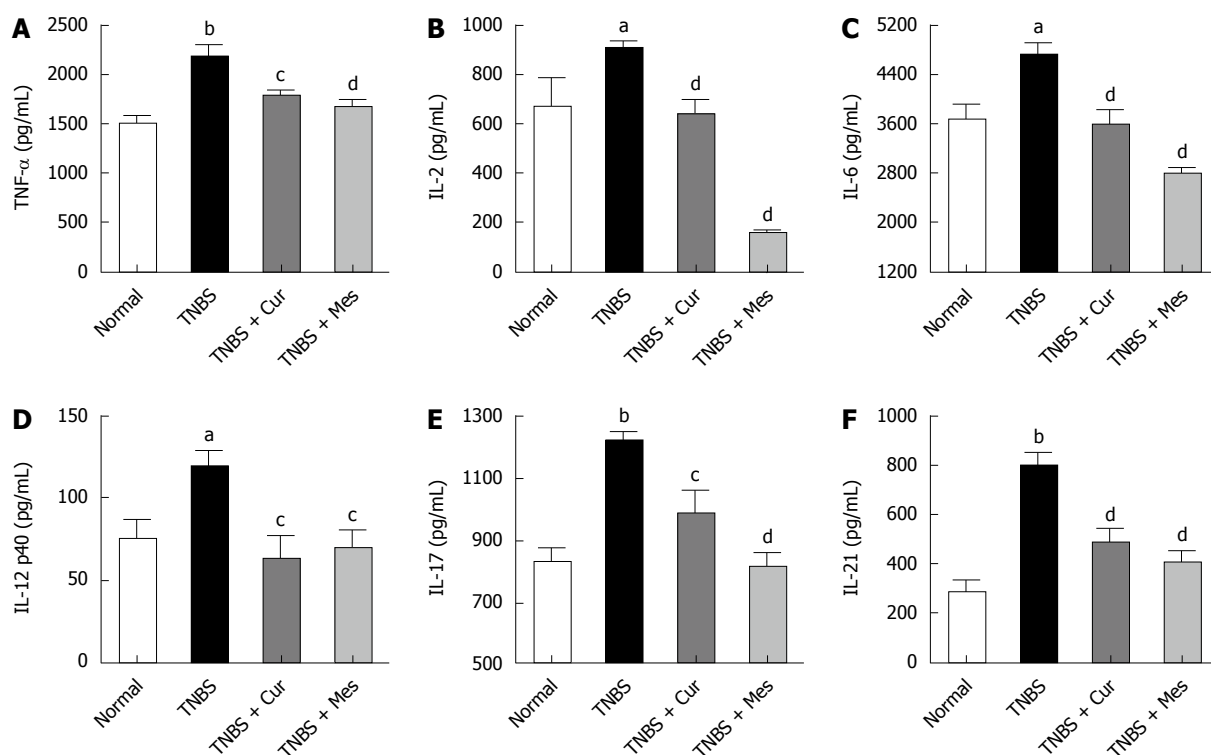 A
TNF-α (pg/mL)
2500
2000
1500
1000
500
0
b
c
d
Normal
TNBS
TNBS + Cur
TNBS + Mes
B
IL-2 (pg/mL)
1000
800
600
400
200
0
a
d
d
Normal
TNBS
TNBS + Cur
TNBS + Mes
C
IL-6 (pg/mL)
5200
4400
3600
2800
2000
1200
a
d
d
Normal
TNBS
TNBS + Cur
TNBS + Mes
D
IL-12 p40 (pg/mL)
150
100
50
0
a
c
c
Normal
TNBS
TNBS + Cur
TNBS + Mes
E
IL-17 (pg/mL)
1300
1100
900
700
500
b
c
d
Normal
TNBS
TNBS + Cur
TNBS + Mes
F
IL-21 (pg/mL)
1000
800
600
400
200
0
b
d
d
Normal
TNBS
TNBS + Cur
TNBS + Mes